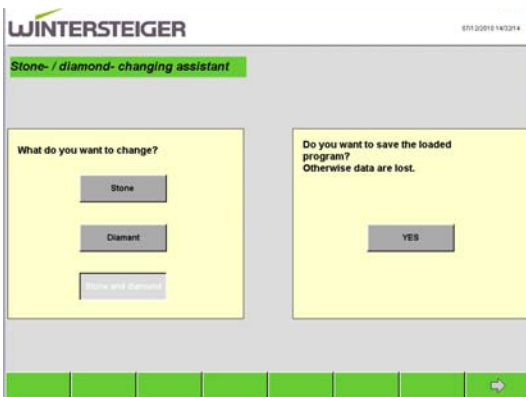 WINTERSTEIGER
Stone- / diamond- changing assistant
What do you want to change?
Stone
Diamant
Stone and diamond
Do you want to save the loaded
program?
Otherwise data are lost.
YES